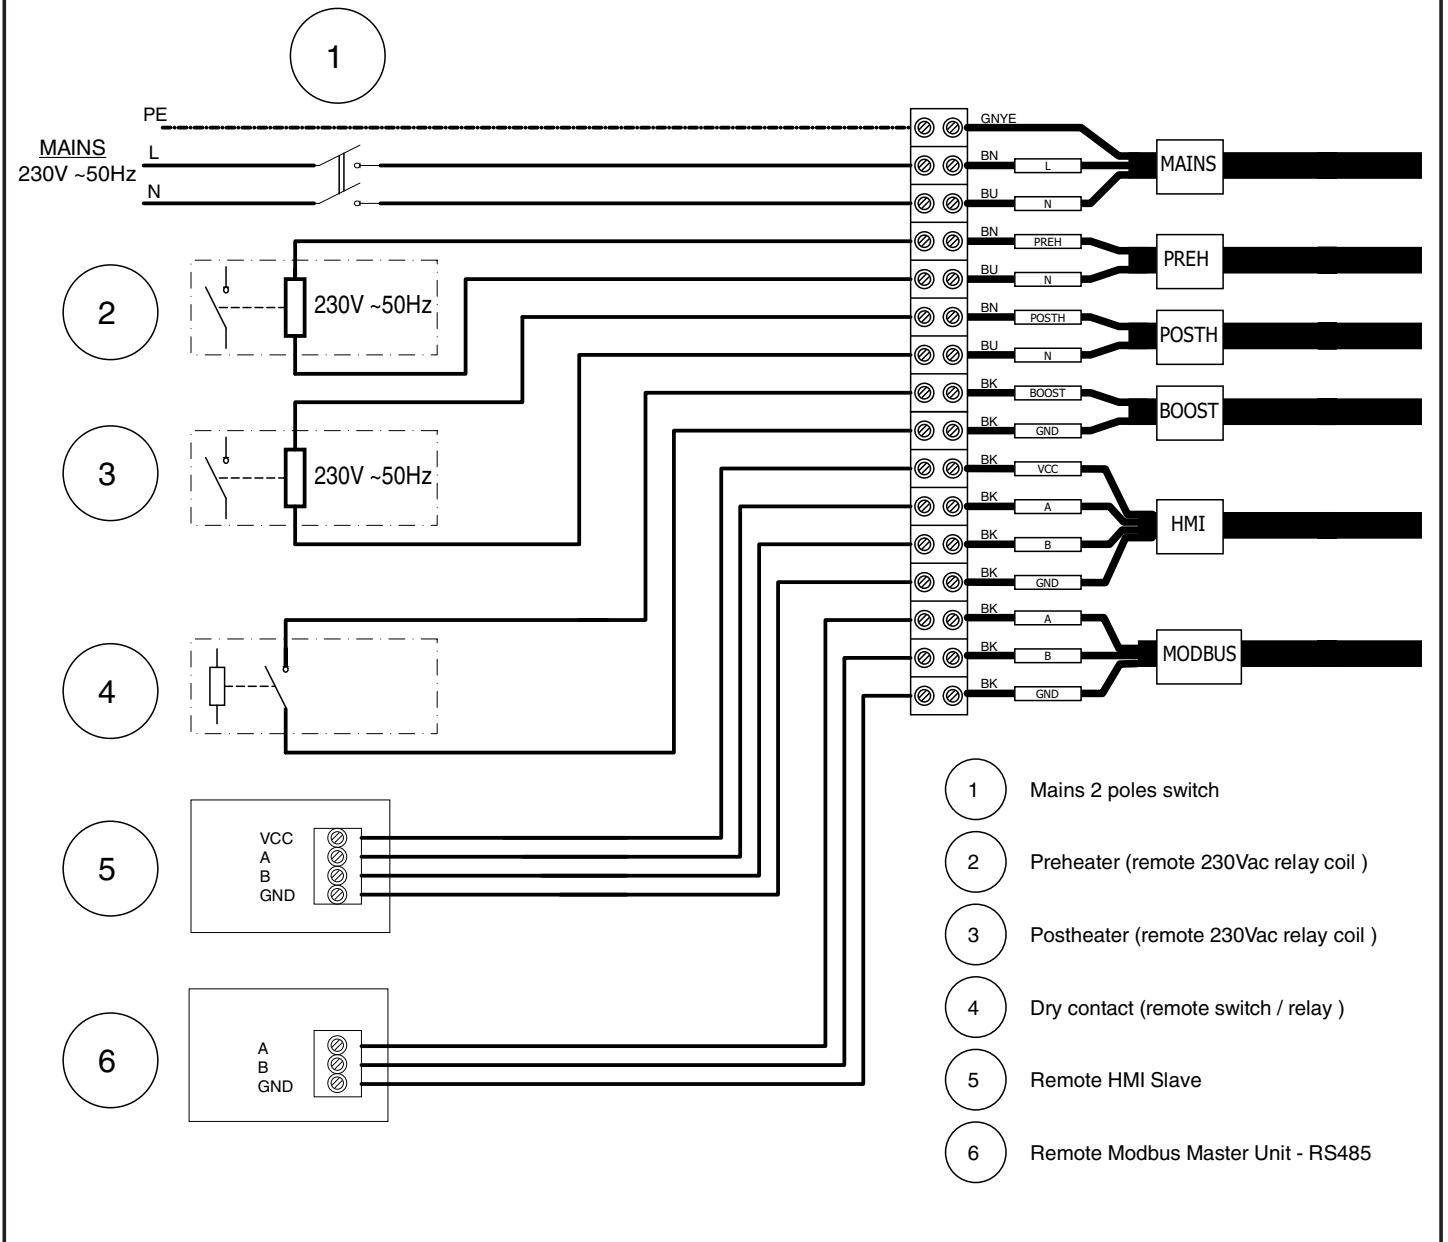 1
PE
MAINS
230V ~50Hz
L
N
GNYE
BN L
BU N
MAINS
BN PREH
BU N
PREH
2
230V ~50Hz
BN POSTH
BU N
POSTH
BK BOOST
BK GND
BOOST
3
230V ~50Hz
BK VCC
BK A
BK B
BK GND
HMI
BK A
BK B
BK GND
MODBUS
4
5
VCC
A
B
GND
6
A
B
GND
1 Mains 2 poles switch
2 Preheater (remote 230Vac relay coil )
3 Postheater (remote 230Vac relay coil )
4 Dry contact (remote switch / relay )
5 Remote HMI Slave
6 Remote Modbus Master Unit - RS485